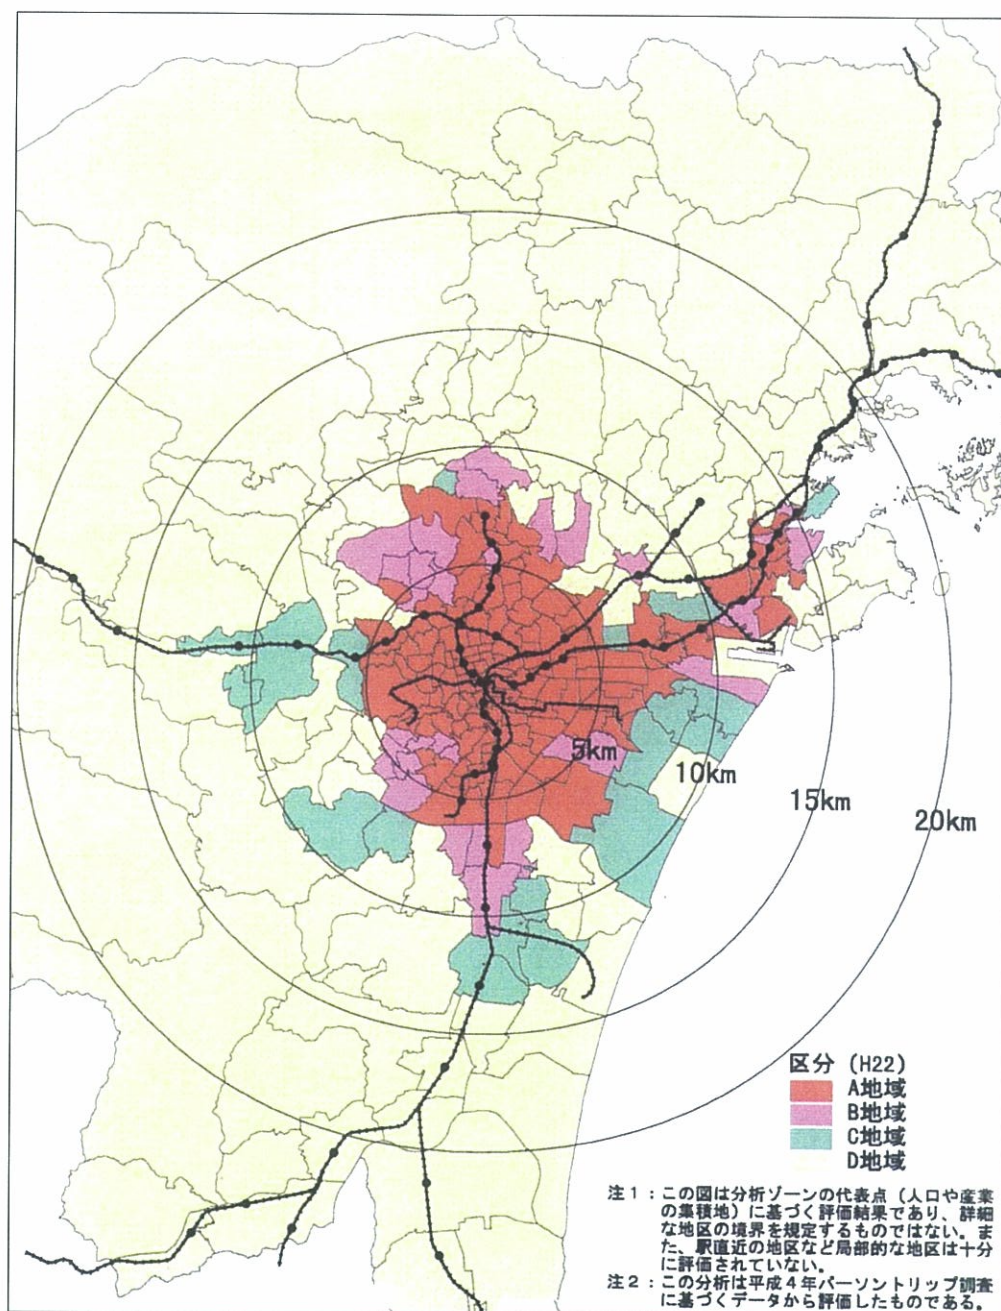 5km
10km
15km
20km
区分 (H22)
A地域
B地域
C地域
D地域
注1：この図は分析ゾーンの代表点（人口や産業
の集積地）に基づく評価結果であり、詳細
な地区の境界を規定するものではない。ま
た、駅直近の地区など局部的な地区は十分
に評価されていない。
注2：この分析は平成4年パーソントリップ調査
に基づくデータから評価したものである。